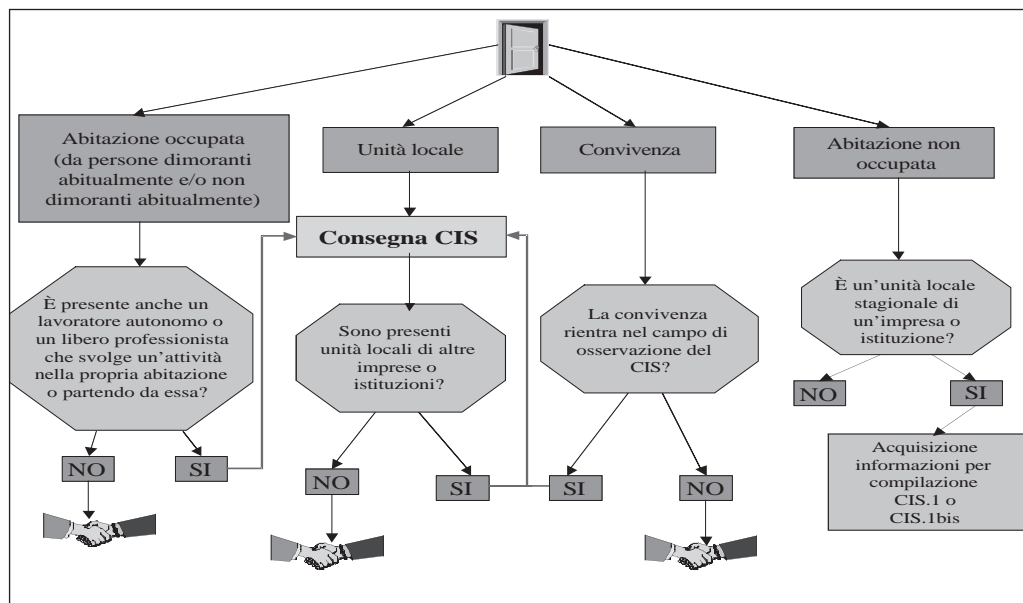 Abitazione occupata
(da persone dimoranti
abitualmente e/o non
dimoranti abitualmente)
Unità locale
Convivenza
Abitazione non
occupata
Consegna CIS
È presente anche un
lavoratore autonomo o
un libero professionista
che svolge un'attività
nella propria abitazione
o partendo da essa?
Sono presenti
unità locali di altre
imprese o
istituzioni?
La convivenza
rientra nel campo di
osservazione del
CIS?
È un'unità locale
stagionale di
un'impresa o
istituzione?
NO
SI
NO
SI
SI
NO
NO
SI
Acquisizione
informazioni per
compilazione
CIS.1 o
CIS.1bis